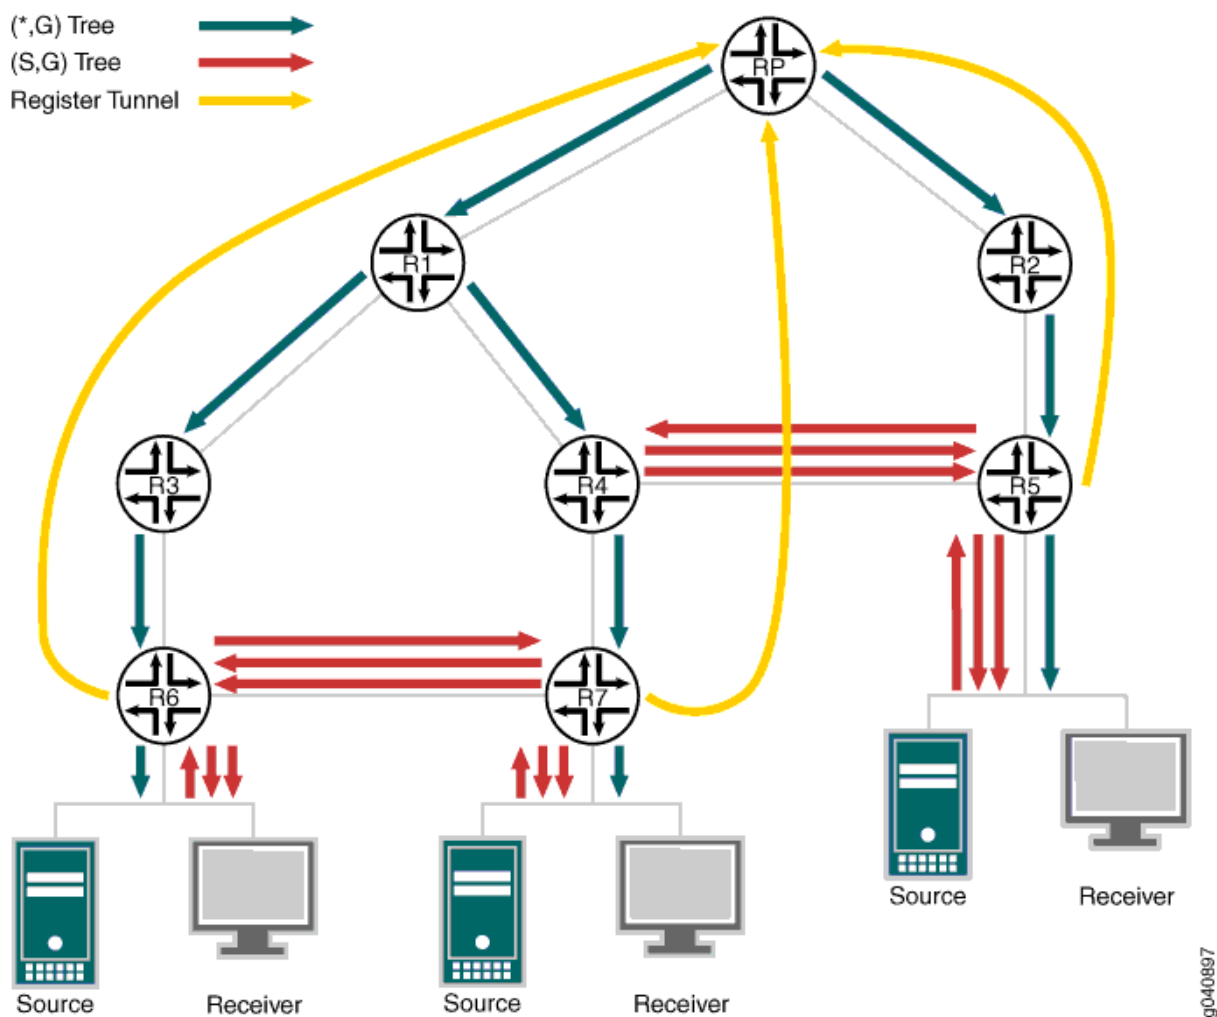 (*,G) Tree
(S,G) Tree
Register Tunnel
RP
R1
R2
R3
R4
R5
R6
R7
Source
Receiver
Source
Receiver
Source
Receiver
g040897